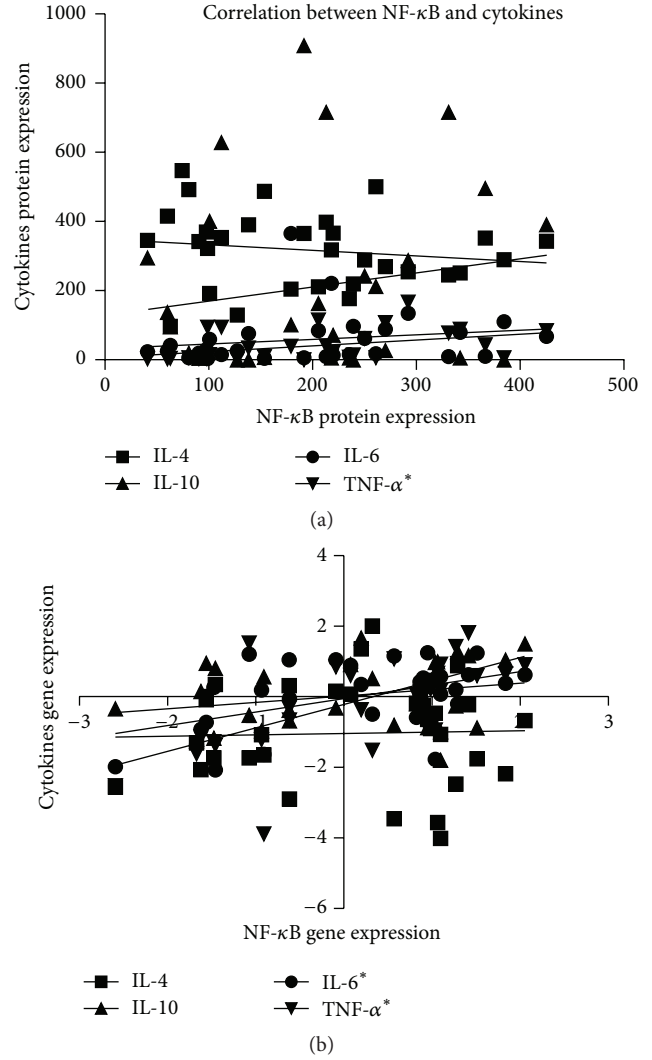 Correlation between NF-κB and cytokines
Cytokines protein expression
1000
800
600
400
200
0
0 100 200 300 400 500
NF-κB protein expression
IL-4 IL-6
IL-10 TNF-α*
(a)
Cytokines gene expression
4
2
−3 −2 −1 1 2 3
−2
−4
−6
NF-κB gene expression
IL-4 IL-6*
IL-10 TNF-α*
(b)